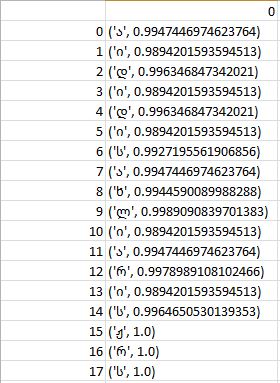 0
0 ('ა', 0.9947446974623764)
1 ('ი', 0.9894201593594513)
2 ('დ', 0.996346847342021)
3 ('ი', 0.9894201593594513)
4 ('დ', 0.996346847342021)
5 ('ი', 0.9894201593594513)
6 ('ს', 0.9927195561906856)
7 ('ა', 0.9947446974623764)
8 ('ხ', 0.9944590089898288)
9 ('ლ', 0.9989090839701383)
10 ('ი', 0.9894201593594513)
11 ('ა', 0.9947446974623764)
12 ('რ', 0.9978989108102466)
13 ('ი', 0.9894201593594513)
14 ('ს', 0.9964650530139353)
15 ('ჟ', 1.0)
16 ('რ', 1.0)
17 ('ს', 1.0)